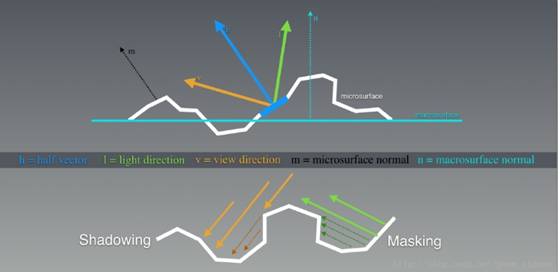 n
h
l
m
v
microsurface
macrosurface
h = half vector l = light direction v = view direction m = microsurface normal n = macrosurface normal
Shadowing
Masking